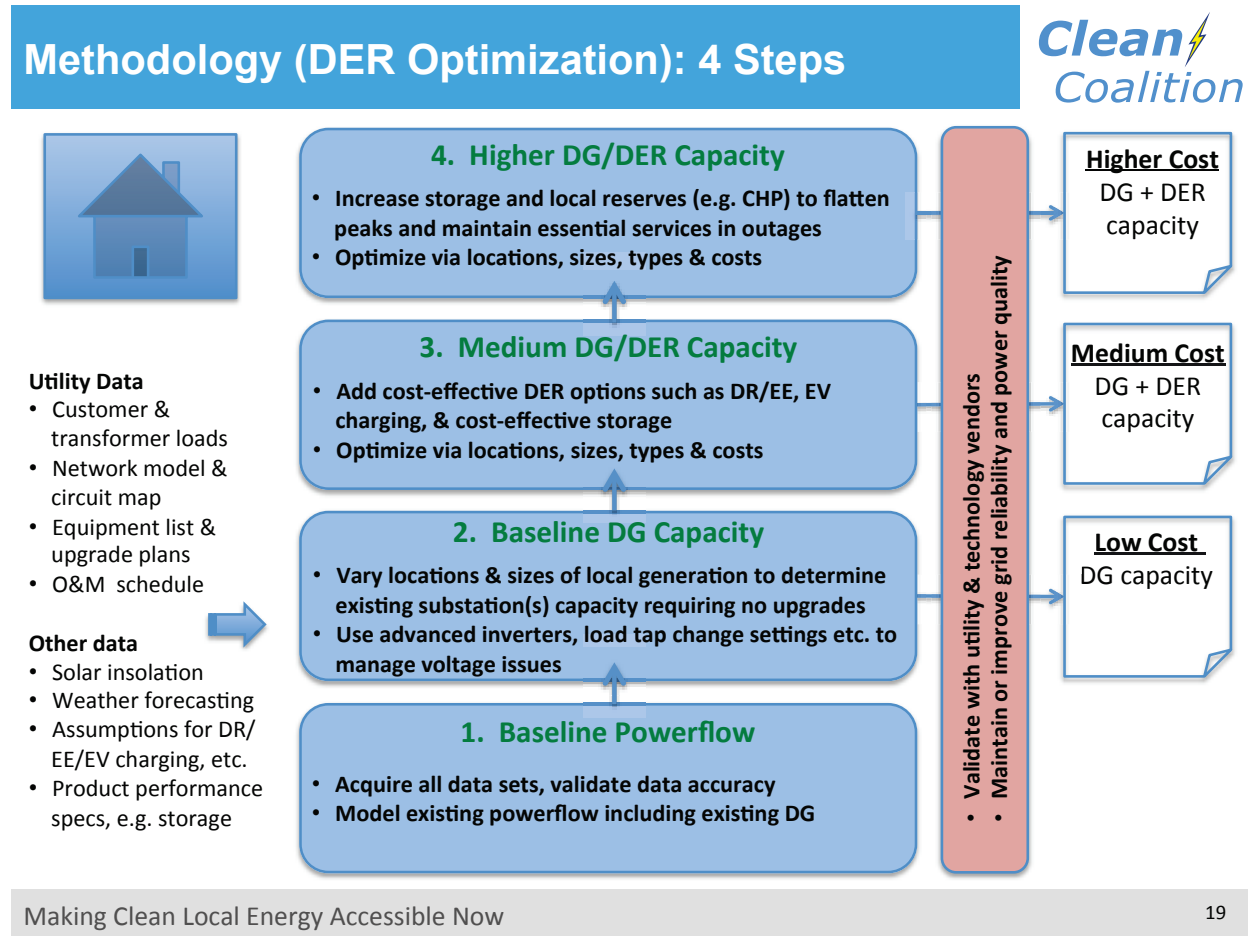 Methodology (DER Optimization): 4 Steps
Clean
Coalition
Utility Data
• Customer &
transformer loads
• Network model &
circuit map
• Equipment list &
upgrade plans
• O&M schedule
Other data
• Solar insolation
• Weather forecasting
• Assumptions for DR/
EE/EV charging, etc.
• Product performance
specs, e.g. storage
4. Higher DG/DER Capacity
• Increase storage and local reserves (e.g. CHP) to flatten
peaks and maintain essential services in outages
• Optimize via locations, sizes, types & costs
3. Medium DG/DER Capacity
• Add cost-effective DER options such as DR/EE, EV
charging, & cost-effective storage
• Optimize via locations, sizes, types & costs
2. Baseline DG Capacity
• Vary locations & sizes of local generation to determine
existing substation(s) capacity requiring no upgrades
• Use advanced inverters, load tap change settings etc. to
manage voltage issues
1. Baseline Powerflow
• Acquire all data sets, validate data accuracy
• Model existing powerflow including existing DG
• Validate with utility & technology vendors
• Maintain or improve grid reliability and power quality
Higher Cost
DG + DER
capacity
Medium Cost
DG + DER
capacity
Low Cost
DG capacity
Making Clean Local Energy Accessible Now
19